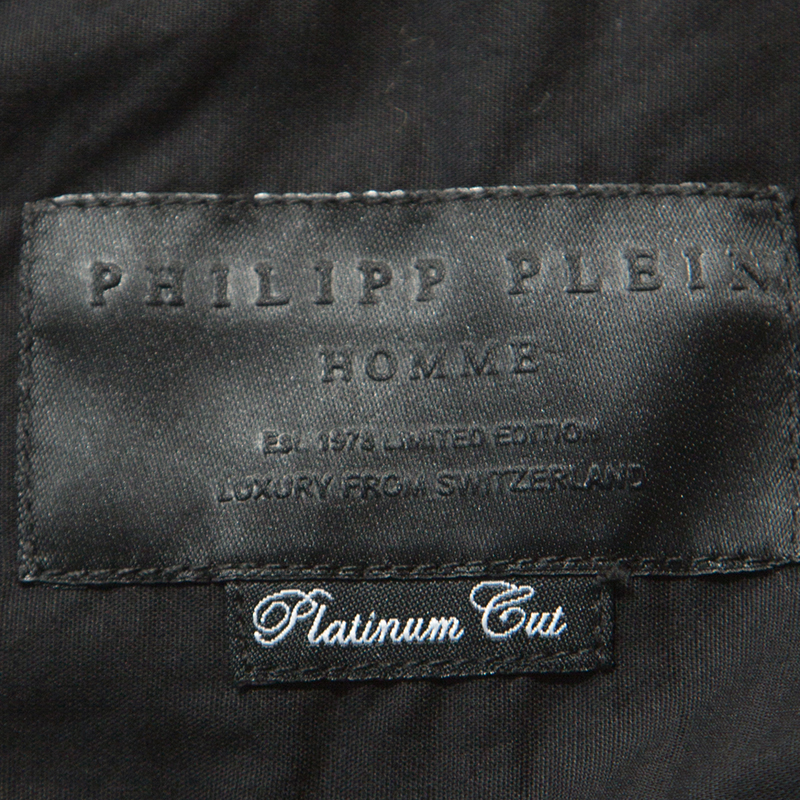 PHILIPP PLEIN
HOMME
EST. 1978 LIMITED EDITION
LUXURY FROM SWITZERLAND
Platinum Cut